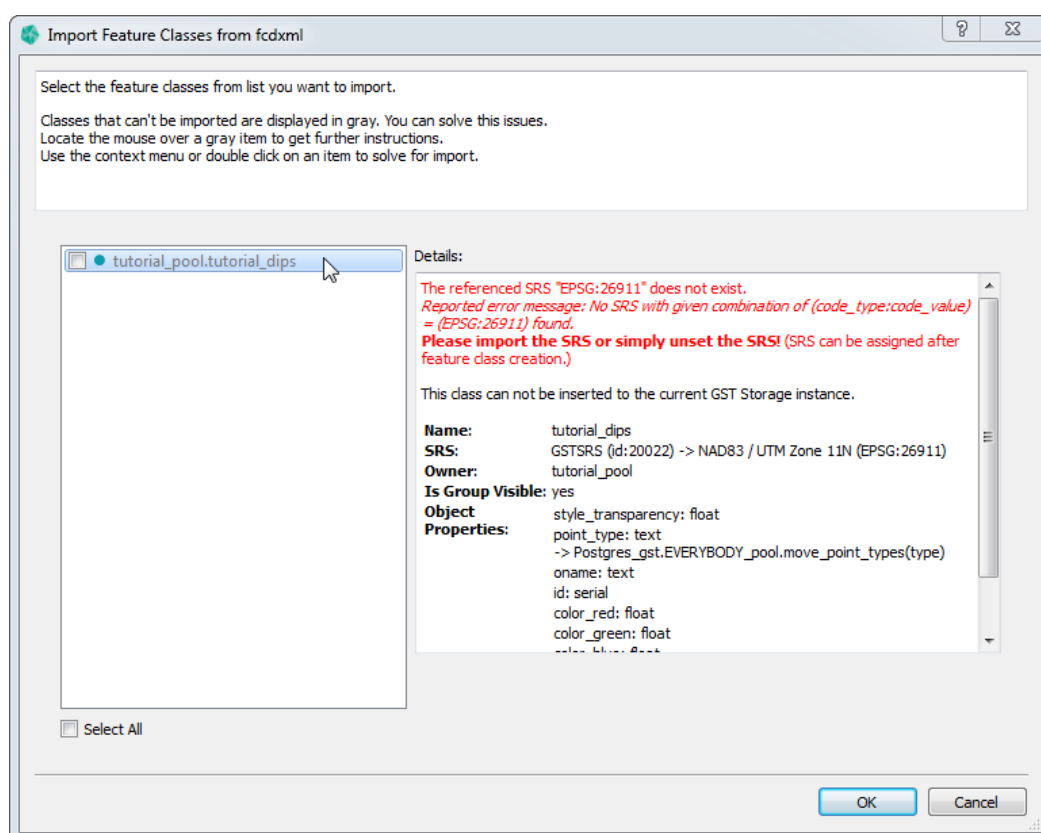 Import Feature Classes from fcdxml
Select the feature classes from list you want to import.
Classes that can't be imported are displayed in gray. You can solve this issues.
Locate the mouse over a gray item to get further instructions.
Use the context menu or double click on an item to solve for import.
tutorial_pool.tutorial_dips
Details:
The referenced SRS "EPSG:26911" does not exist.
Reported error message: No SRS with given combination of (code_type:code_value)
= (EPSG:26911) found.
Please import the SRS or simply unset the SRS! (SRS can be assigned after
feature class creation.)
This class can not be inserted to the current GST Storage instance.
Name: tutorial_dips
SRS: GSTSRS (id:20022) -> NAD83 / UTM Zone 11N (EPSG:26911)
Owner: tutorial_pool
Is Group Visible: yes
Object Properties: style_transparency: float
point_type: text
-> Postgres_gst.EVERYBODY_pool.move_point_types(type)
oname: text
id: serial
color_red: float
color_green: float
color_blue: float
Select All
OK Cancel